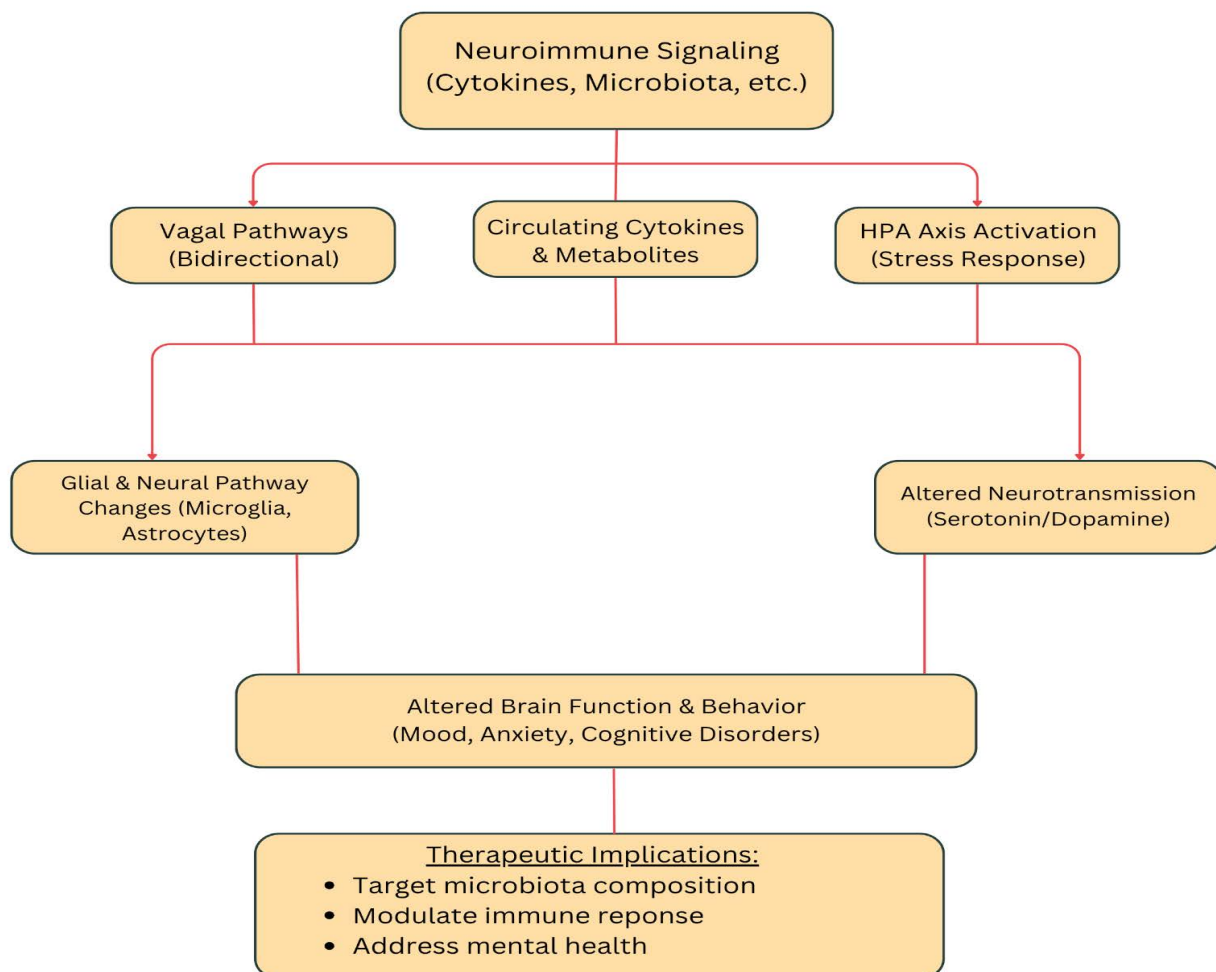 Neuroimmune Signaling
(Cytokines, Microbiota, etc.)
Vagal Pathways
(Bidirectional)
Circulating Cytokines
& Metabolites
HPA Axis Activation
(Stress Response)
Glial & Neural Pathway
Changes (Microglia,
Astrocytes)
Altered Neurotransmission
(Serotonin/Dopamine)
Altered Brain Function & Behavior
(Mood, Anxiety, Cognitive Disorders)
Therapeutic Implications:
• Target microbiota composition
• Modulate immune reponse
• Address mental health